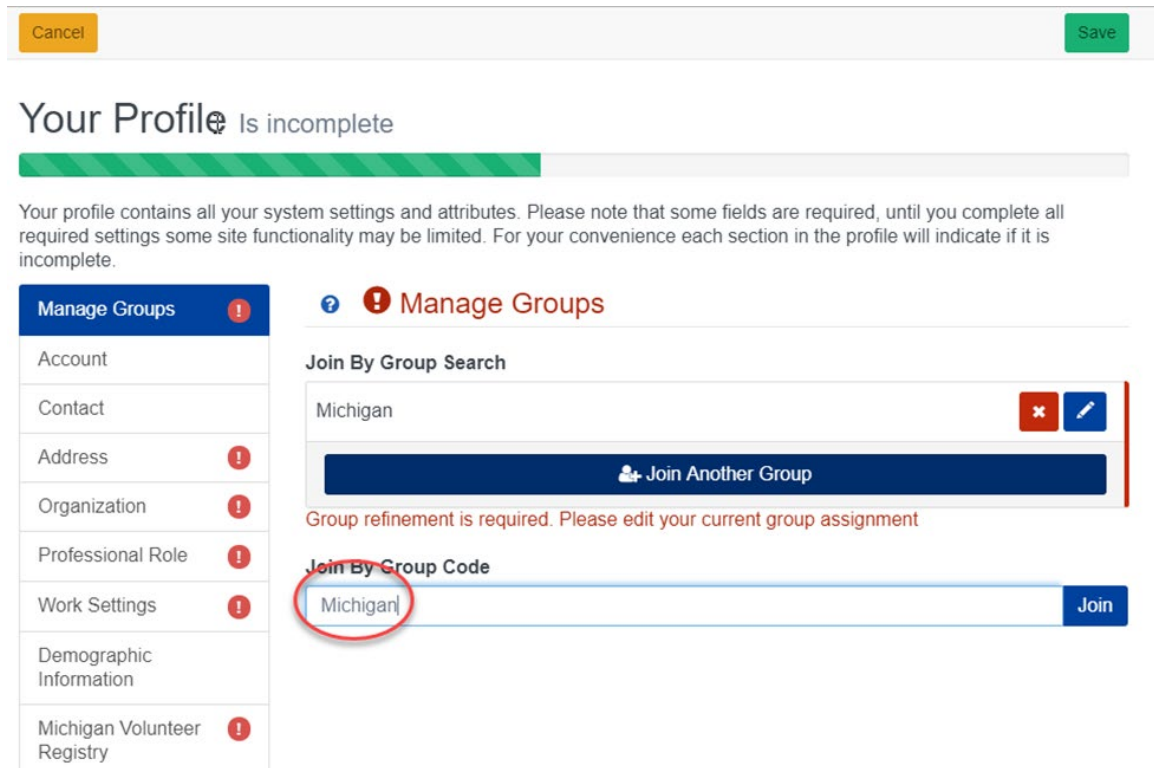 Cancel
Save
Your Profile Is incomplete
Your profile contains all your system settings and attributes. Please note that some fields are required, until you complete all
required settings some site functionality may be limited. For your convenience each section in the profile will indicate if it is
incomplete.
Manage Groups
Account
Contact
Address
Organization
Professional Role
Work Settings
Demographic
Information
Michigan Volunteer
Registry
Manage Groups
Join By Group Search
Michigan
Join Another Group
Group refinement is required. Please edit your current group assignment
Join By Group Code
Michigan
Join